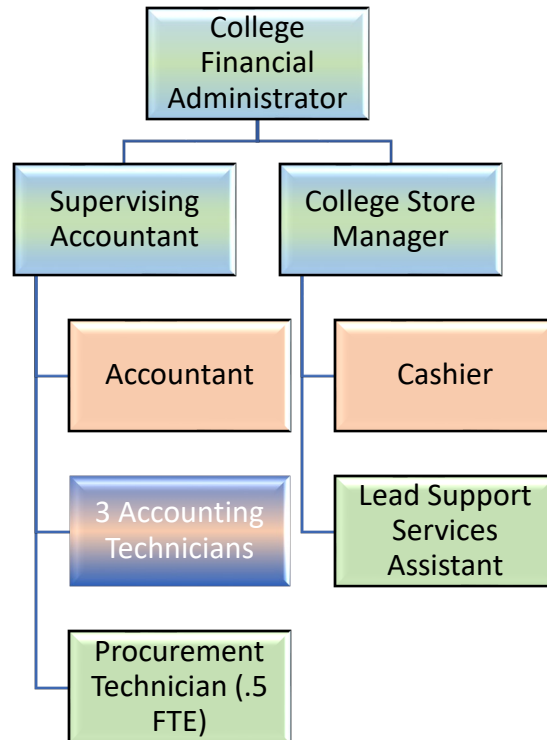 College
Financial
Administrator
Supervising
Accountant
College Store
Manager
Accountant
Cashier
3 Accounting
Technicians
Lead Support
Services
Assistant
Procurement
Technician (.5
FTE)